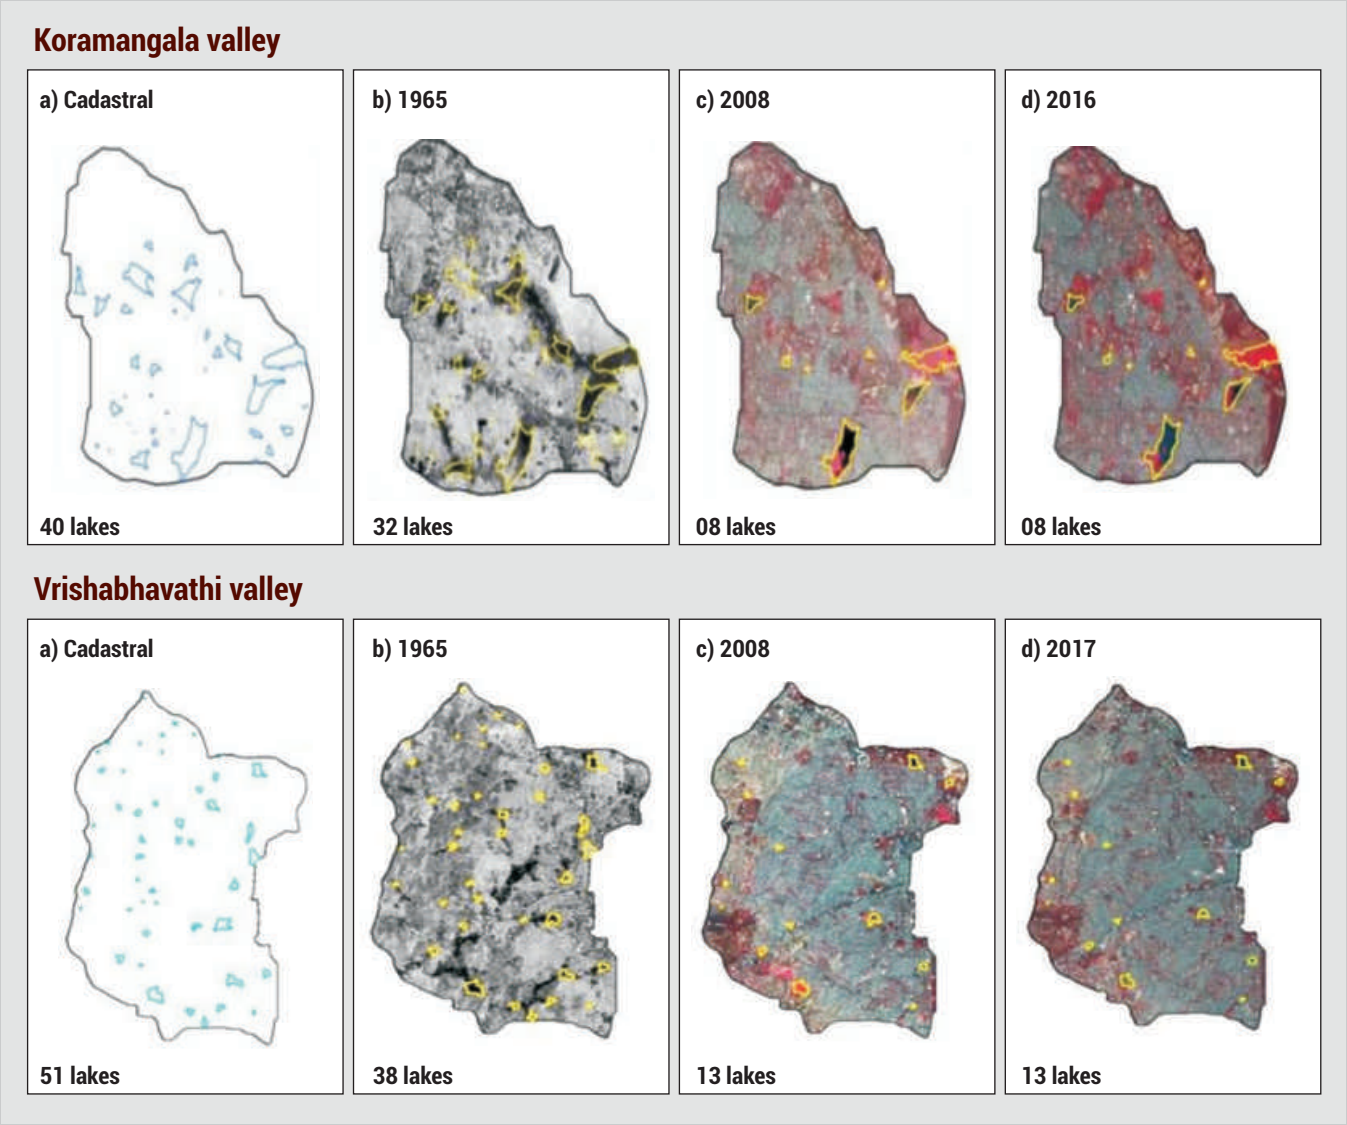 Koramangala valley
a) Cadastral
b) 1965
c) 2008
d) 2016
40 lakes
32 lakes
08 lakes
08 lakes
Vrishabhavathi valley
a) Cadastral
b) 1965
c) 2008
d) 2017
51 lakes
38 lakes
13 lakes
13 lakes